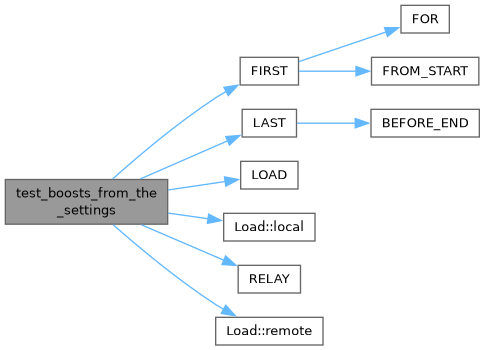 FOR
FIRST
FROM_START
LAST
BEFORE_END
LOAD
test_boosts_from_the
_settings
Load::local
RELAY
Load::remote